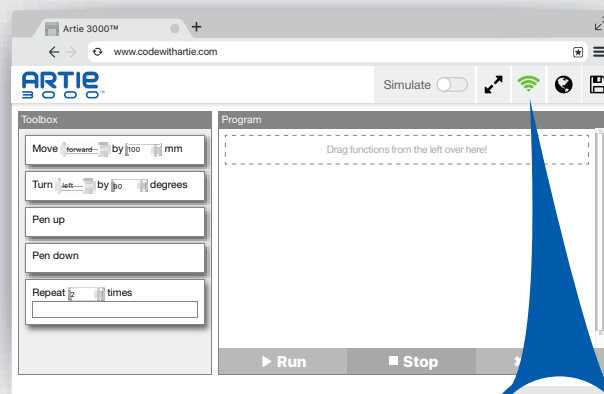 Artie 3000™
www.codewithartie.com
ARTIE
3000™
Simulate
Toolbox
Program
Move forward by 100 mm
Drag functions from the left over here!
Turn left by 90 degrees
Pen up
Pen down
Repeat 2 times
Run
Stop